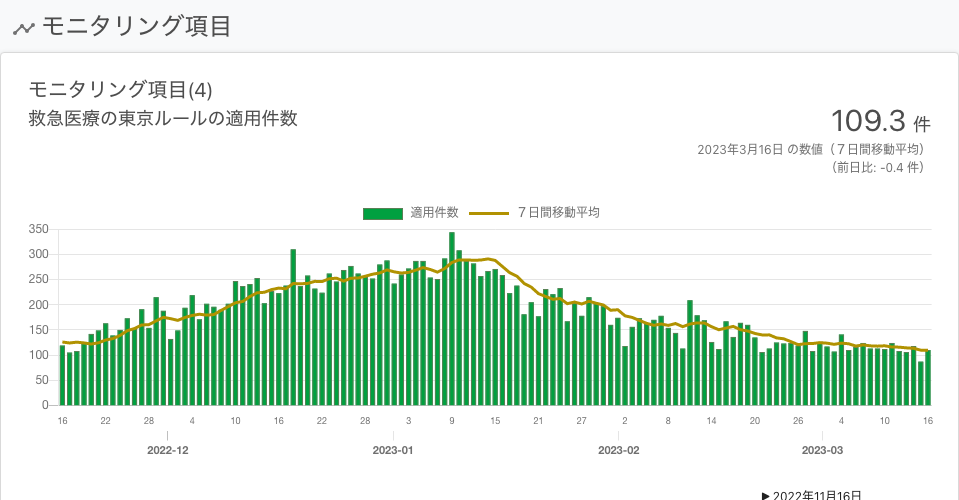 モニタリング項目
モニタリング項目(4)
救急医療の東京ルールの適用件数
109.3 件
2023年3月16日 の数値（７日間移動平均）
（前日比: -0.4 件）
適用件数 ７日間移動平均
350
300
250
200
150
100
50
0
16 22 28 4 10 16 22 28 3 9 15 21 27 2 8 14 20 26 4 10 16
2022-12 2023-01 2023-02 2023-03
▶ 2022年11月16日